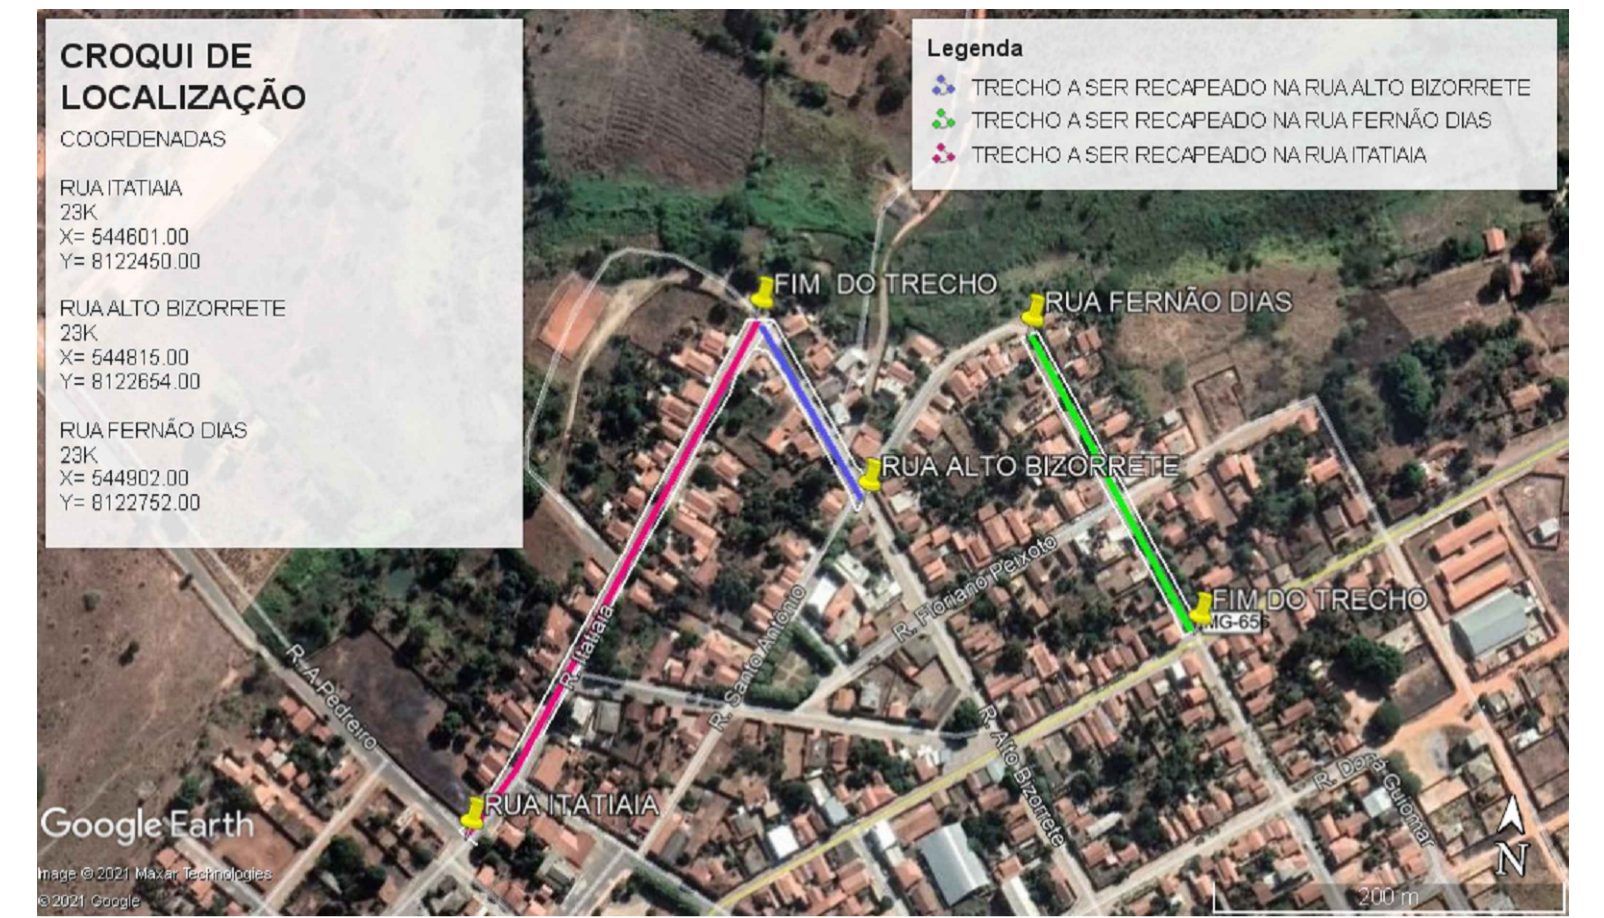 CROQUI DE
LOCALIZAÇÃO
COORDENADAS
RUA ITATIAIA
23K
X= 544601.00
Y= 8122450.00
RUA ALTO BIZORRETE
23K
X= 544815.00
Y= 8122654.00
RUA FERNÃO DIAS
23K
X= 544902.00
Y= 8122752.00
Legenda
TRECHO A SER RECAPEADO NA RUA ALTO BIZORRETE
TRECHO A SER RECAPEADO NA RUA FERNÃO DIAS
TRECHO A SER RECAPEADO NA RUA ITATIAIA
FIM DO TRECHO
RUA FERNÃO DIAS
RUA ALTO BIZORRETE
R. Floriano Peixoto
FIM DO TRECHO
MG-656
R. Itatiaia
R. Santo Antônio
R. A Pedreiro
R. Alto Bizorrete
R. Dora Guiomar
RUA ITATIAIA
Google Earth
Image © 2021 Maxar Technologies
© 2021 Google
N
200 m